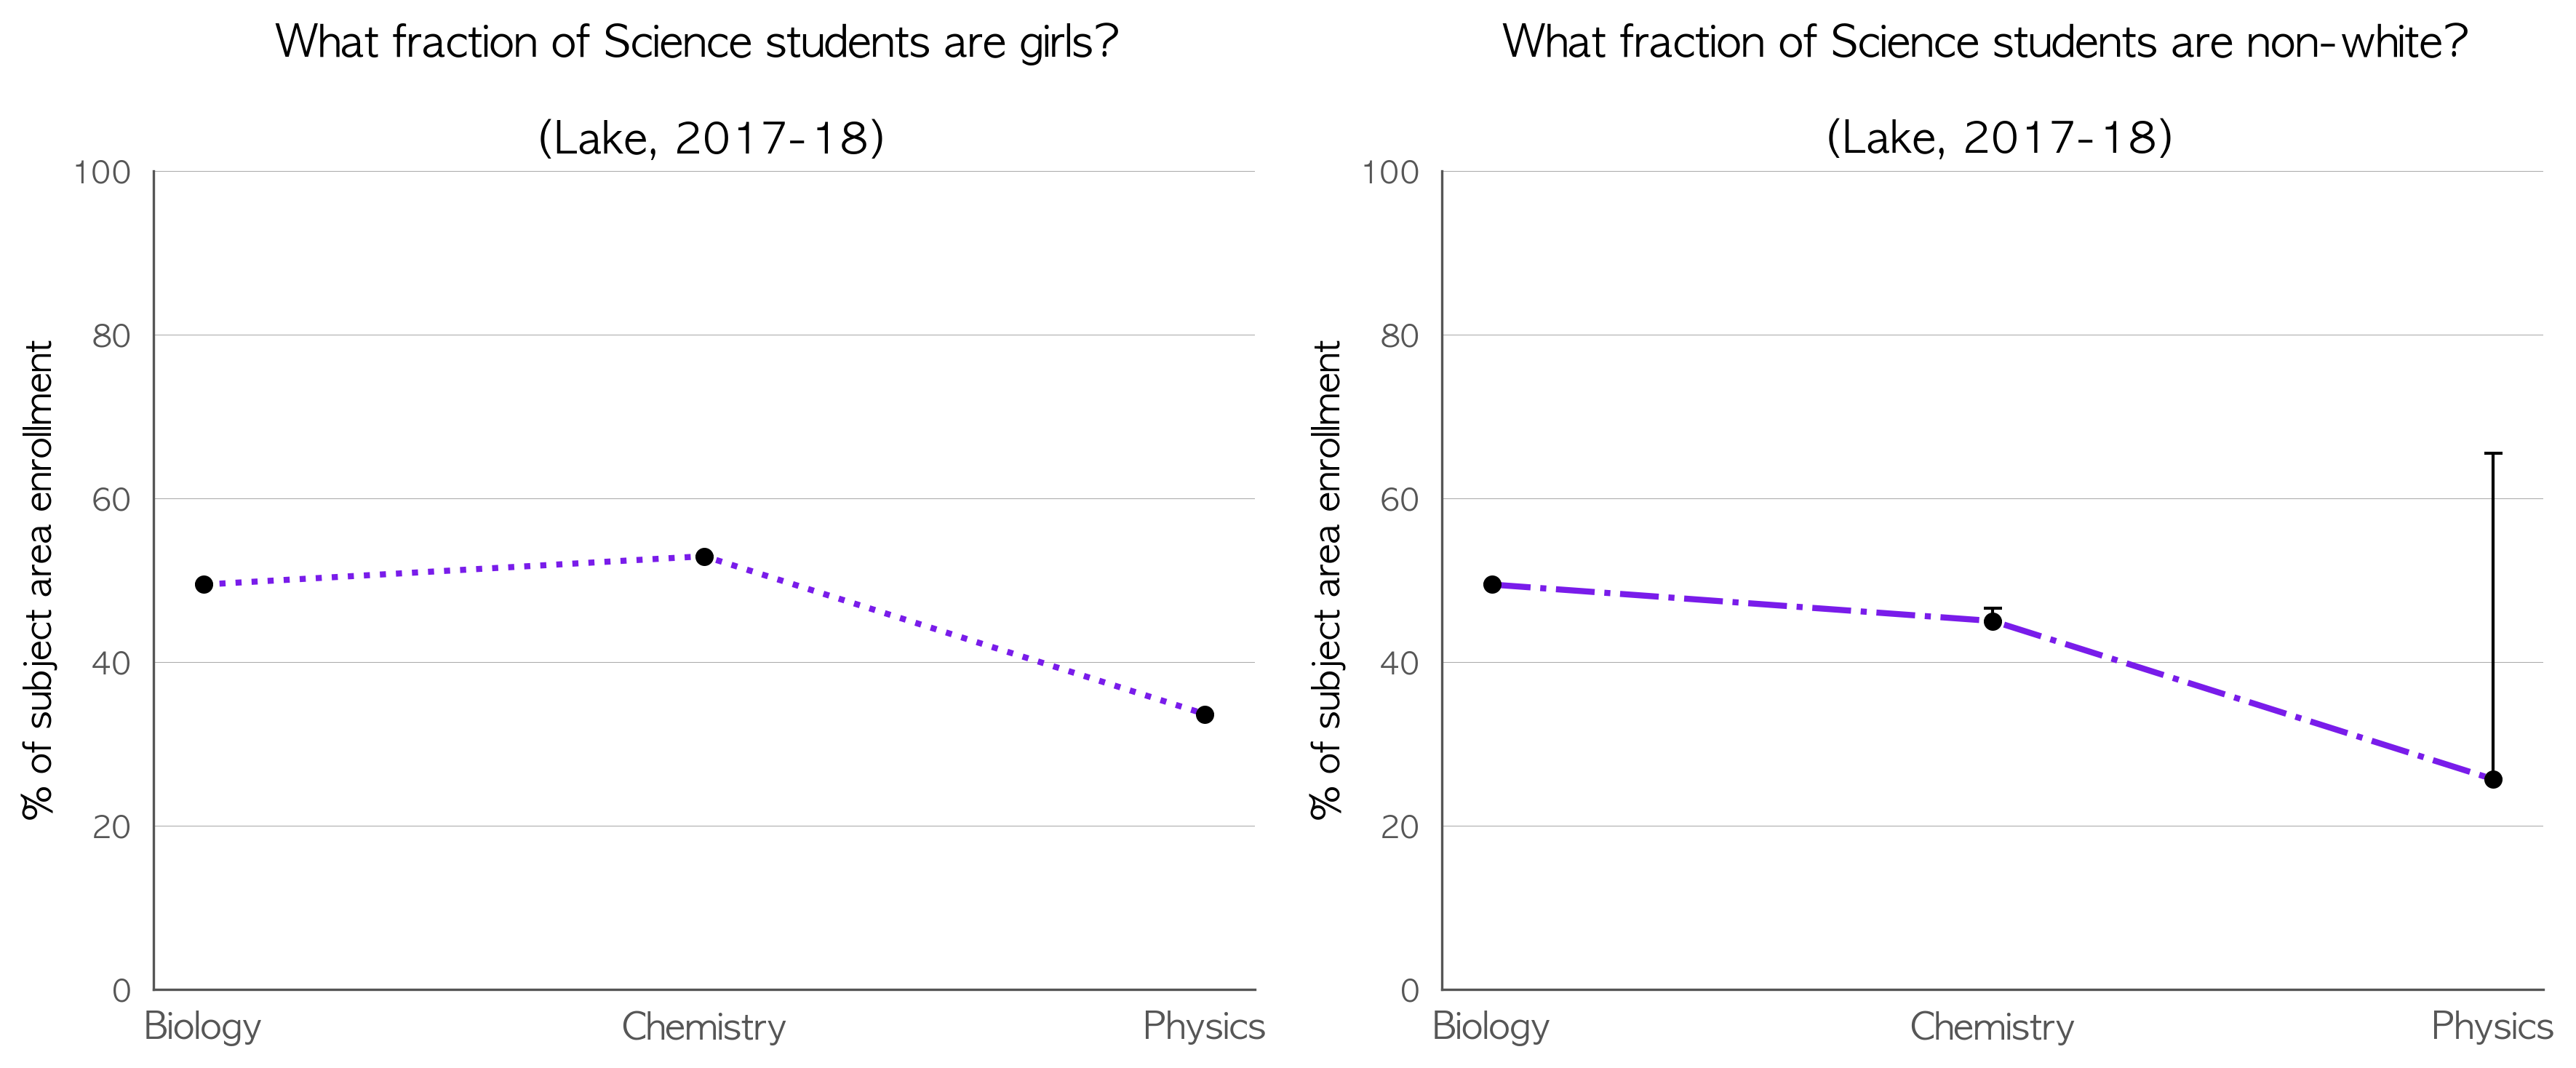 What fraction of Science students are girls?
(Lake, 2017-18)
100
80
60
40
20
0
% of subject area enrollment
Biology
Chemistry
Physics
What fraction of Science students are non-white?
(Lake, 2017-18)
100
80
60
40
20
0
% of subject area enrollment
Biology
Chemistry
Physics